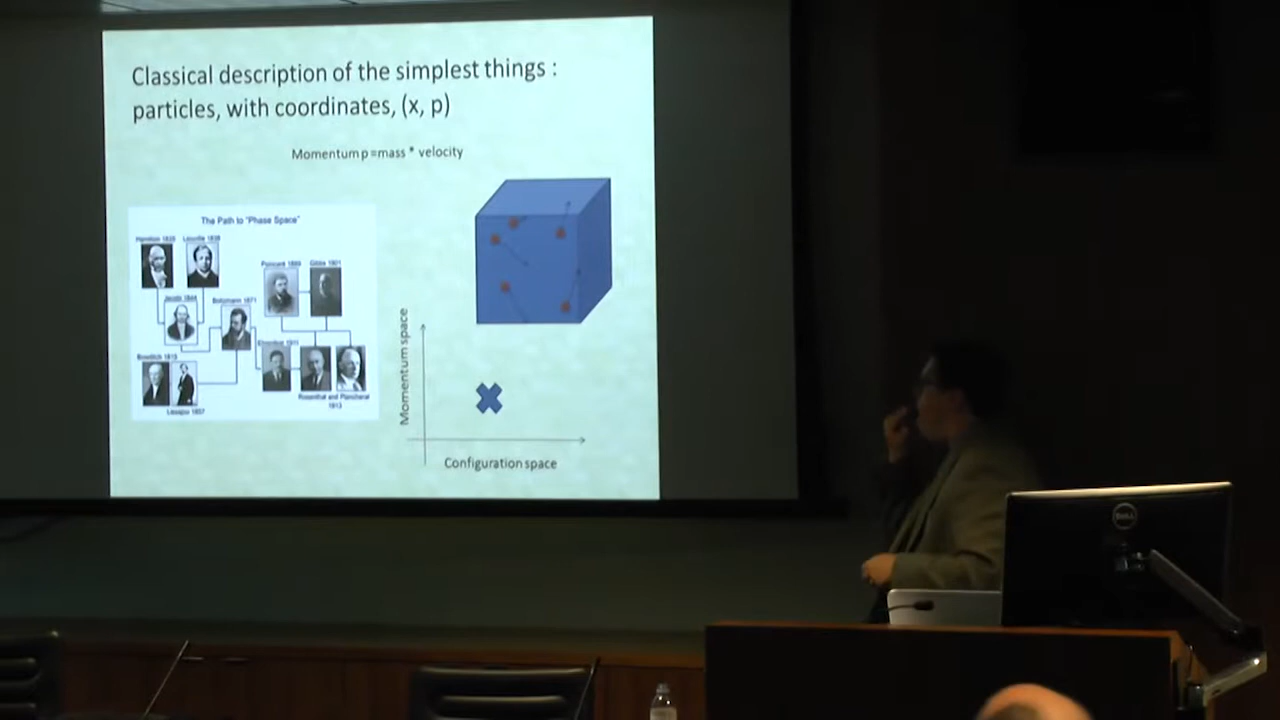 Classical description of the simplest things :
particles, with coordinates, (x, p)
Momentum p=mass * velocity
The Path to "Phase Space"
Hamilton 1835 Liouville 1838
Poincaré 1889 Gibbs 1901
Jacobi 1844
Boltzmann 1871
Ehrenfest 1911
Bowditch 1815
Rosenthal and Plancherel
1913
Lissajou 1857
Momentum space
Configuration space
DELL